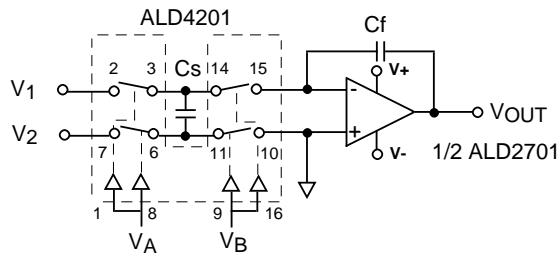 ALD4201
Cf
2 3 Cs 14 15
V1
V+
-
VOUT
V2
+
7 6 11 10
V-
1/2 ALD2701
1 8 9 16
VA VB